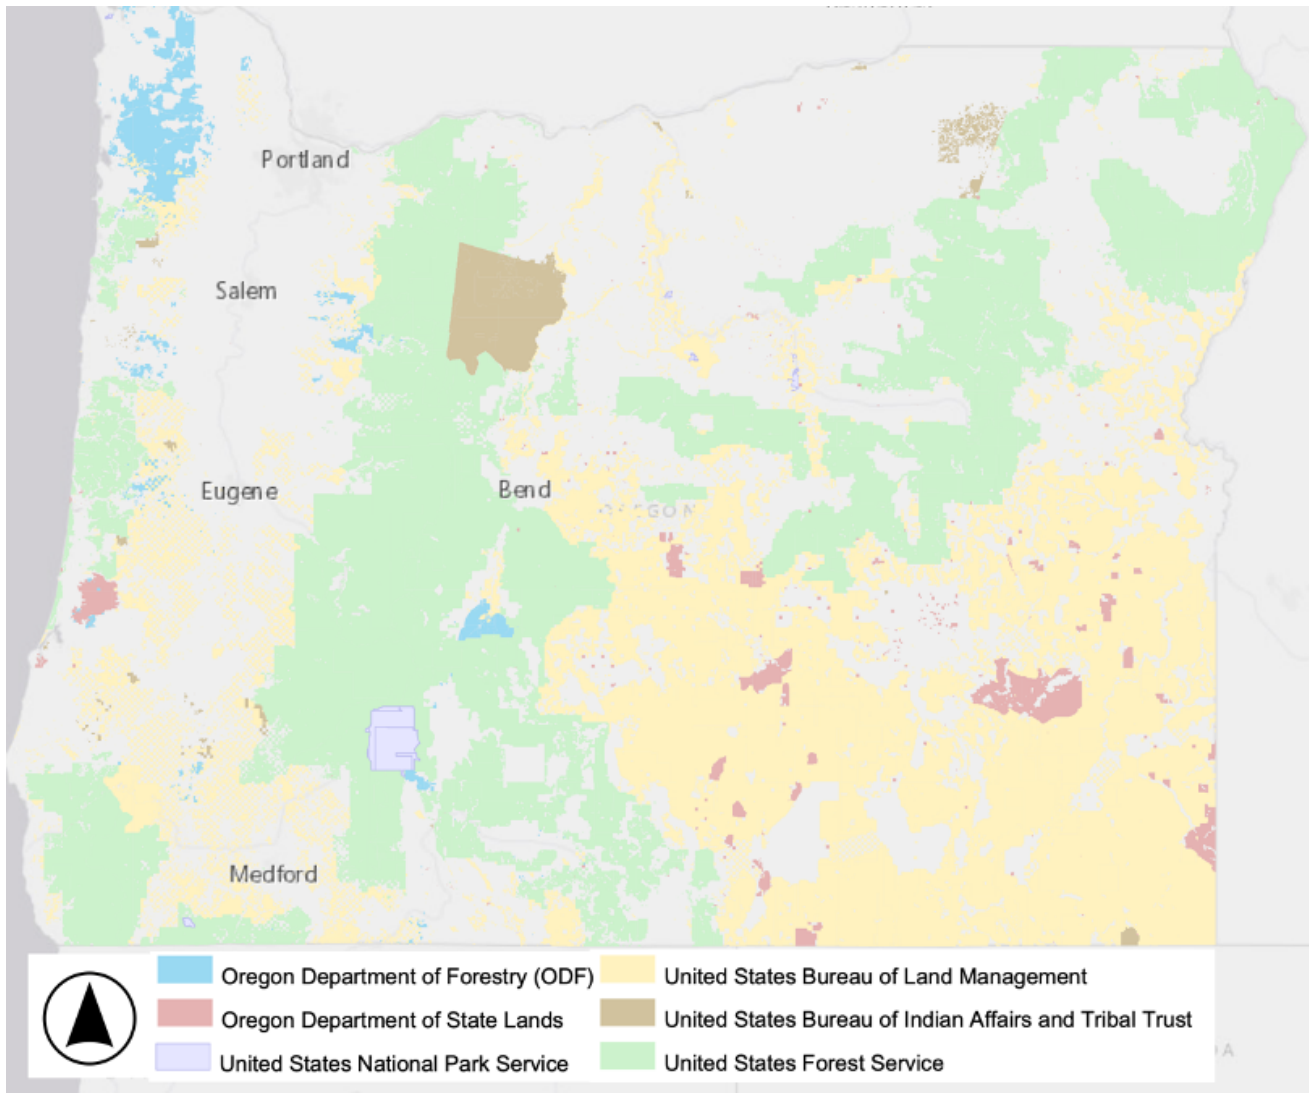 Portland
Salem
Eugene
Bend
OREGON
Medford
Oregon Department of Forestry (ODF)
United States Bureau of Land Management
Oregon Department of State Lands
United States Bureau of Indian Affairs and Tribal Trust
United States National Park Service
United States Forest Service